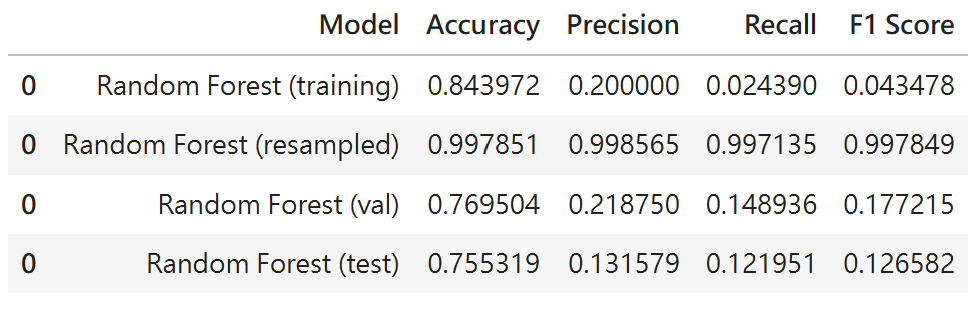 Model Accuracy Precision Recall F1 Score
0 Random Forest (training) 0.843972 0.200000 0.024390 0.043478
0 Random Forest (resampled) 0.997851 0.998565 0.997135 0.997849
0 Random Forest (val) 0.769504 0.218750 0.148936 0.177215
0 Random Forest (test) 0.755319 0.131579 0.121951 0.126582